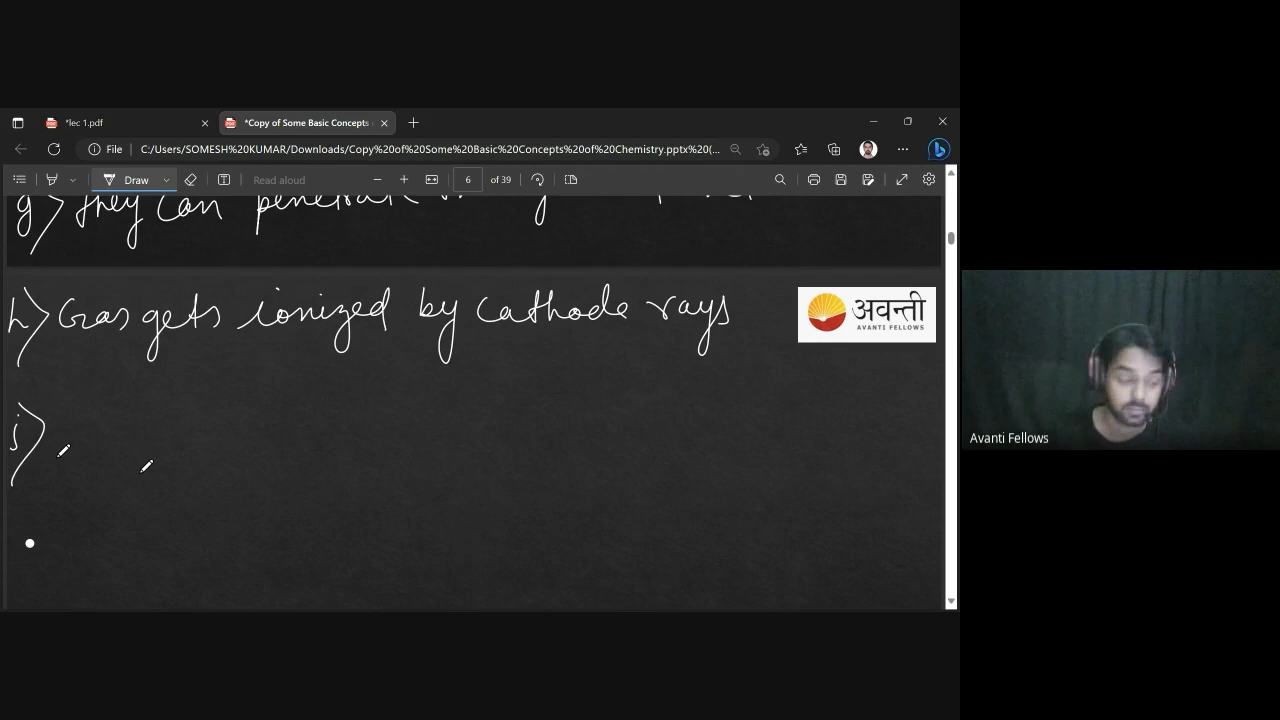 *lec 1.pdf
*Copy of Some Basic Concepts
File
C:/Users/SOMESH%20KUMAR/Downloads/Copy%20of%20Some%20Basic%20Concepts%20of%20Chemistry.pptx%20(...
Draw
Read aloud
6 of 39
g) They can penetrate
h) Gas gets ionized by cathode rays
अवन्ती
AVANTI FELLOWS
i)
Avanti Fellows